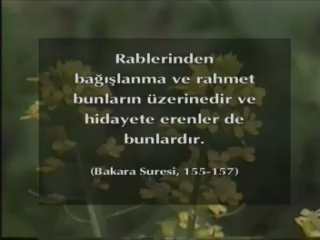 Rablerinden
bağışlanma ve rahmet
bunların üzerinedir ve
hidayete erenler de
bunlardır.
(Bakara Suresi, 155-157)